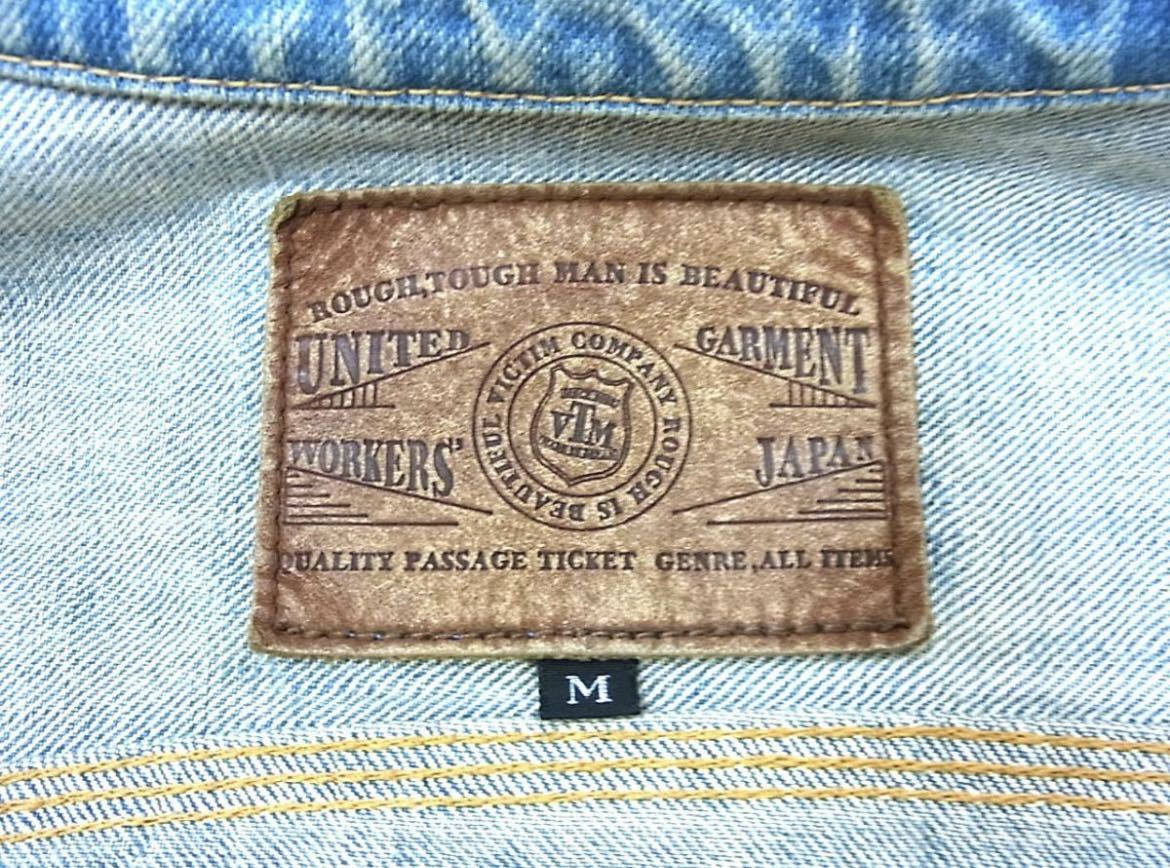 ROUGH,TOUGH MAN IS BEAUTIFUL
UNITED GARMENT
VICTIM COMPANY ROUGH IS BEAUTIFUL
VTM
WORKERS' JAPAN
QUALITY PASSAGE TICKET GENRE,ALL ITEMS
M